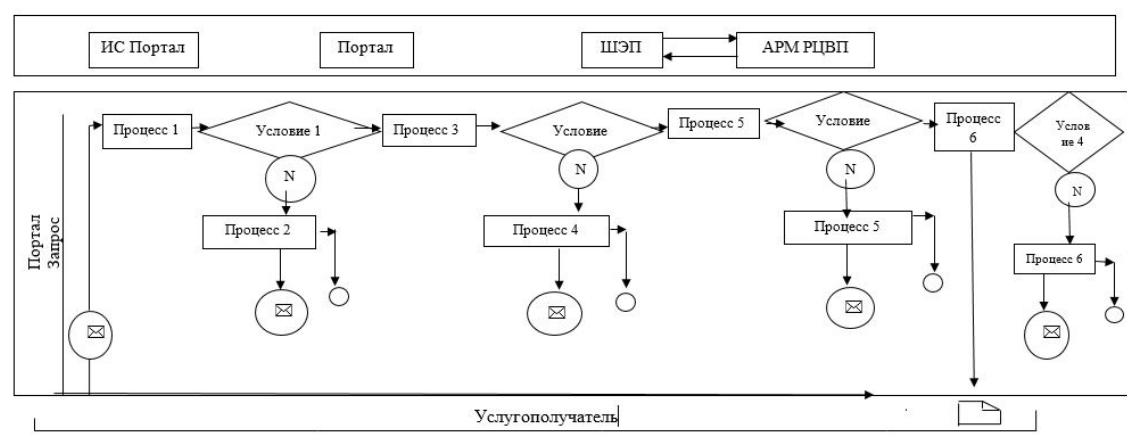 ИС Портал
Портал
ШЭП
АРМ РЦВП
Процесс 1
Условие 1
Процесс 3
Условие
Процесс 5
Условие
Процесс
6
Услов
ие 4
N
N
N
N
Процесс 2
Процесс 4
Процесс 5
Процесс 6
Портал
Запрос
Услугополучатель